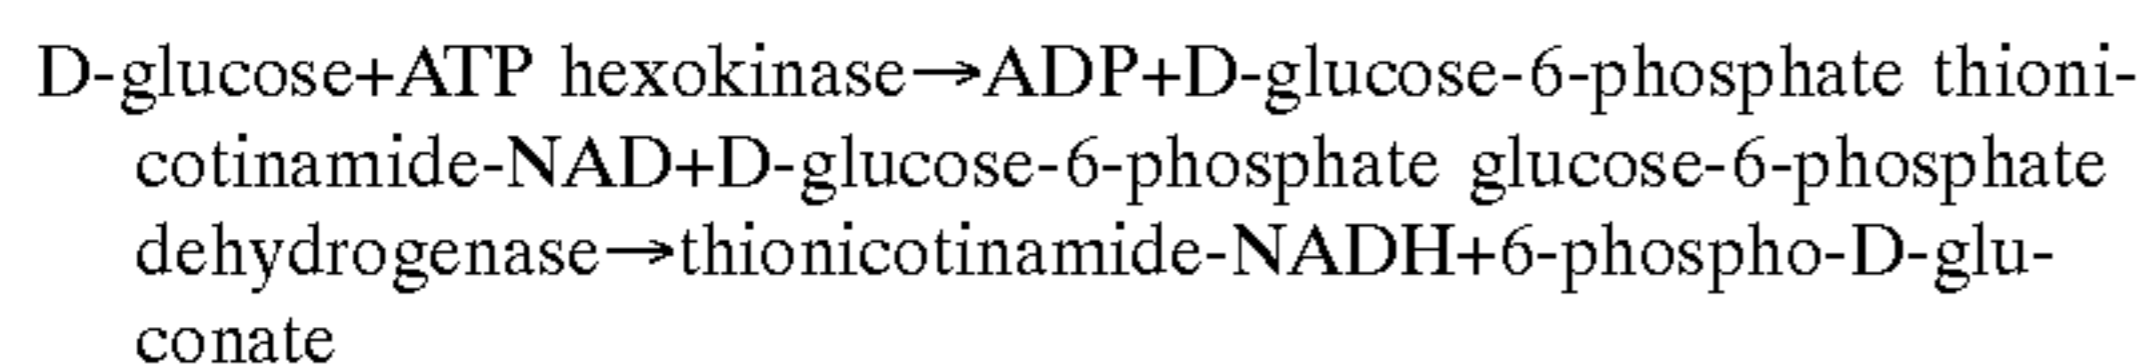 D-glucose+ATP hexokinase→ADP+D-glucose-6-phosphate thioni-
cotinamide-NAD+D-glucose-6-phosphate glucose-6-phosphate
dehydrogenase→thionicotinamide-NADH+6-phospho-D-glu-
conate